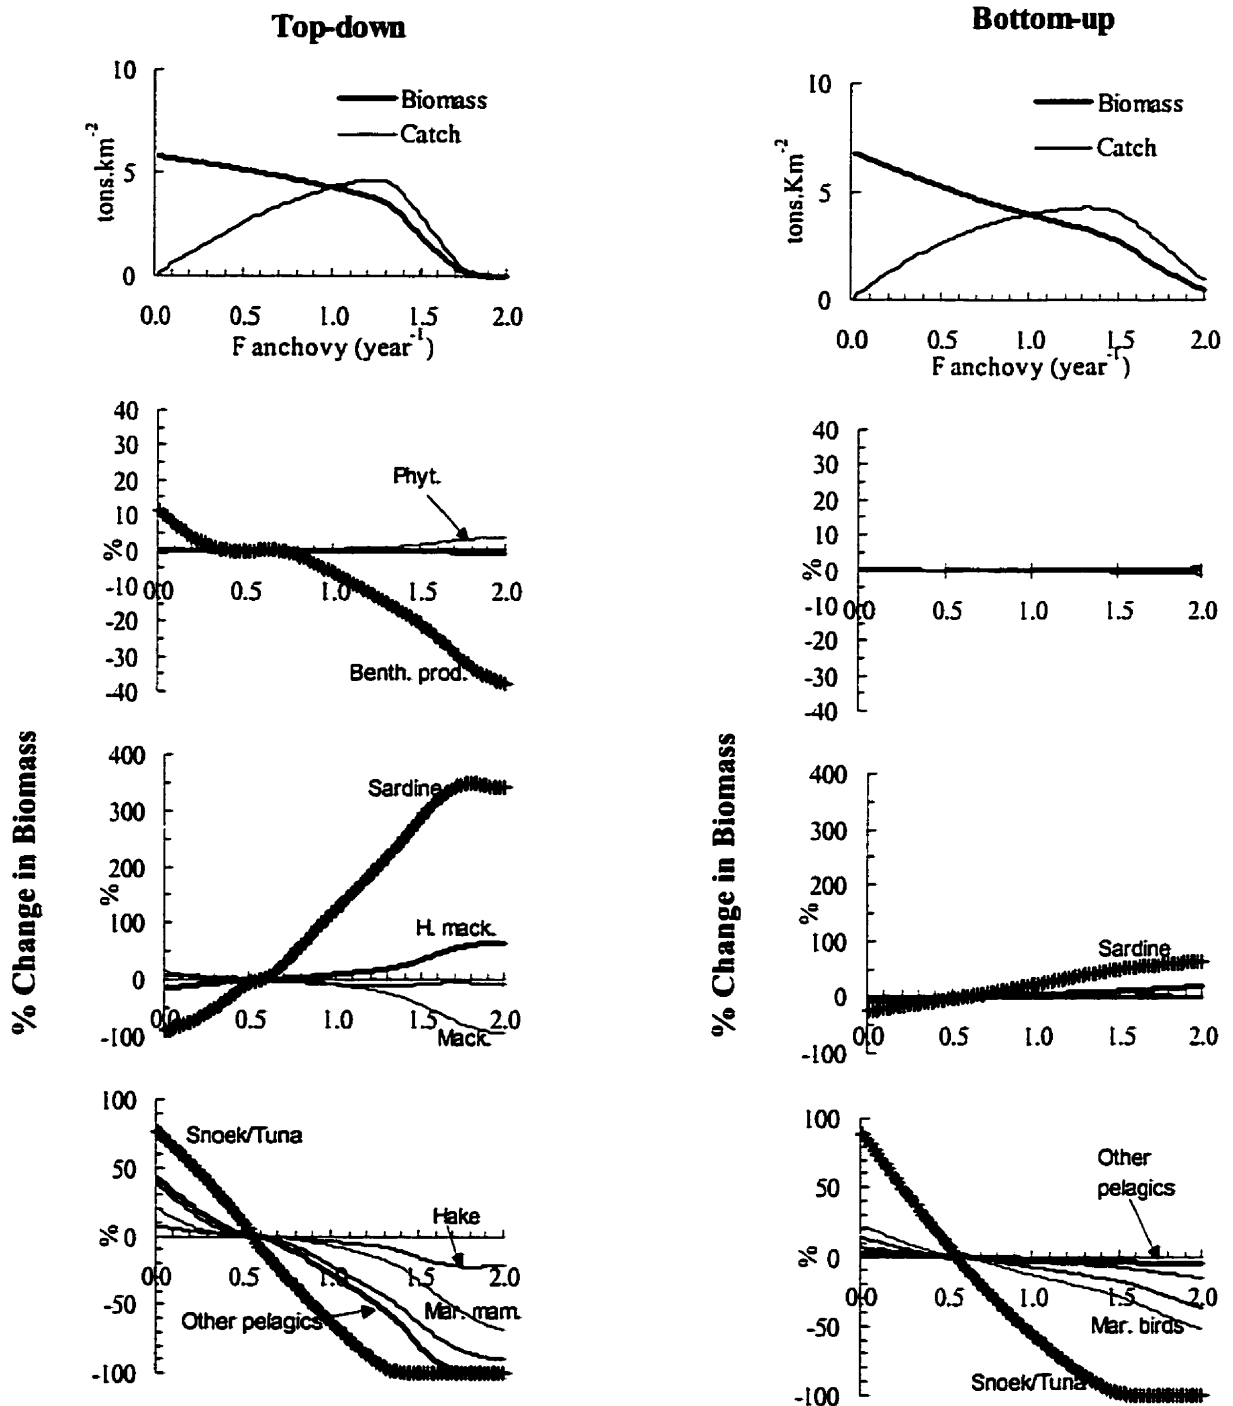 Top-down
10
5
0
tons.km-2
Biomass
Catch
0.0 0.5 1.0 1.5 2.0
F anchovy (year-1)
40
30
20
10
0
-10
-20
-30
-40
%
Phyt.
0.0 0.5 1.0 1.5 2.0
Benth. prod.
% Change in Biomass
400
300
200
100
0
-100
%
Sardine
H. mack.
0.0 0.5 1.0 1.5 2.0
Mack.
100
50
0
-50
-100
%
Snoek/Tuna
Hake
0.0 0.5 1.0 1.5 2.0
Mar. mam.
Other pelagics
Bottom-up
10
5
0
tons.Km-2
Biomass
Catch
0.0 0.5 1.0 1.5 2.0
F anchovy (year-1)
40
30
20
10
0
-10
-20
-30
-40
%
0.0 0.5 1.0 1.5 2.0
% Change in Biomass
400
300
200
100
0
-100
%
Sardine
0.0 0.5 1.0 1.5 2.0
100
50
0
-50
-100
%
Other
pelagics
0.0 0.5 1.0 1.5 2.0
Mar. birds
Snoek/Tuna